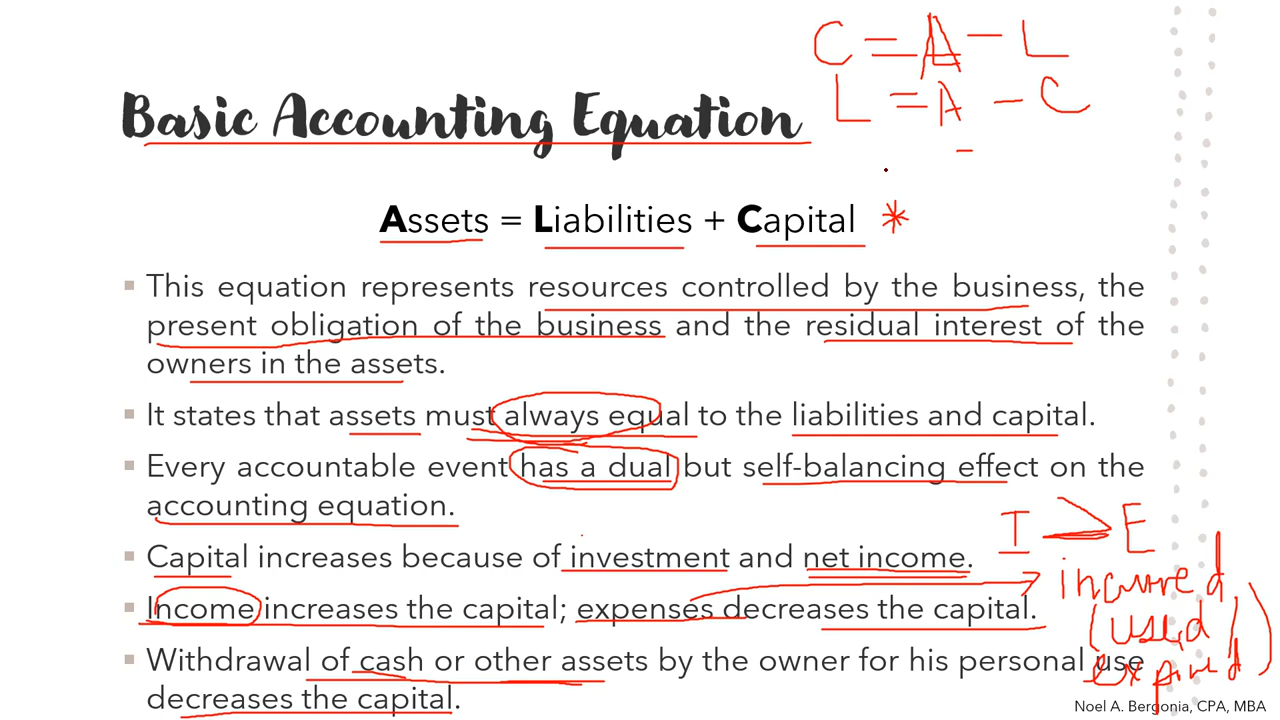 C = A - L
L = A - C
Basic Accounting Equation
Assets = Liabilities + Capital *
▪ This equation represents resources controlled by the business, the
present obligation of the business and the residual interest of the
owners in the assets.
▪ It states that assets must always equal to the liabilities and capital.
▪ Every accountable event has a dual but self-balancing effect on the
accounting equation.
I > E
▪ Capital increases because of investment and net income.
incurred
▪ Income increases the capital; expenses decreases the capital.
(used/
▪ Withdrawal of cash or other assets by the owner for his personal use
expired)
decreases the capital.
Noel A. Bergonia, CPA, MBA